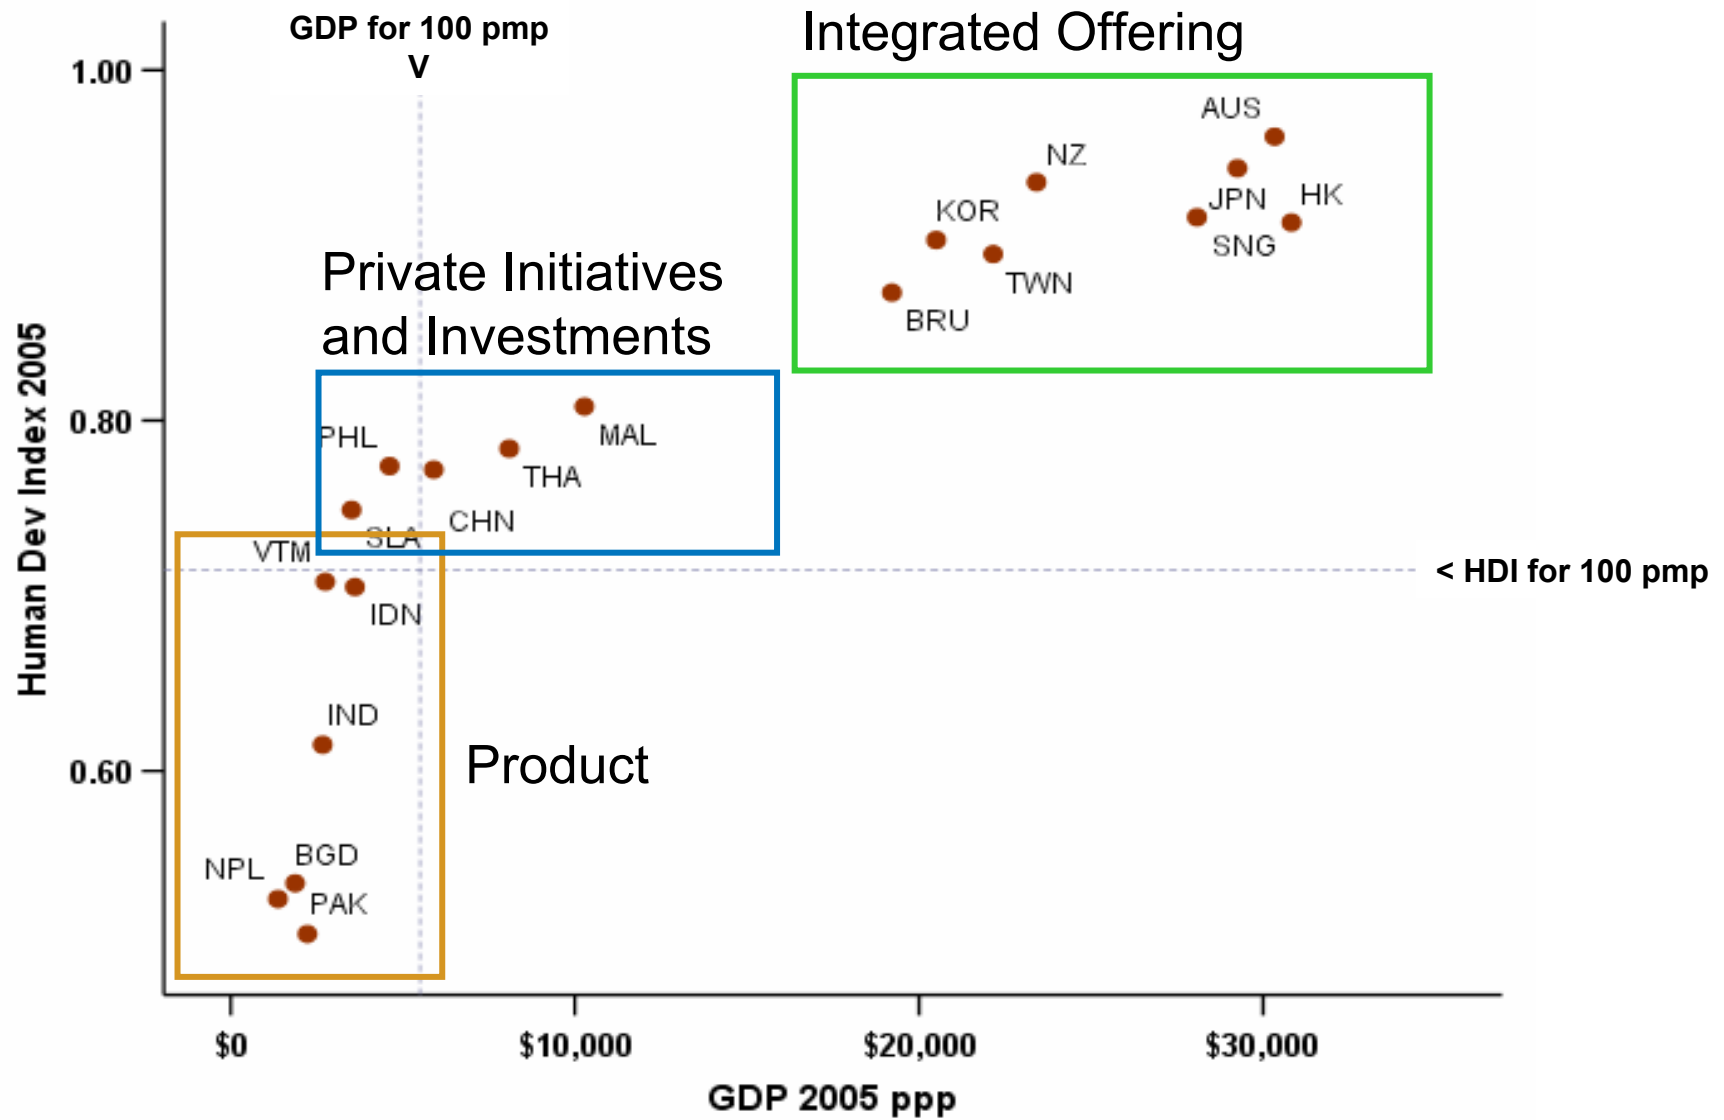 GDP for 100 pmp
V
Integrated Offering
1.00
AUS
NZ
JPN
HK
KOR
SNG
TWN
BRU
Private Initiatives
and Investments
Human Dev Index 2005
0.80
PHL
MAL
THA
CHN
SLA
VTM
< HDI for 100 pmp
IDN
IND
Product
0.60
BGD
NPL
PAK
$0
$10,000
$20,000
$30,000
GDP 2005 ppp